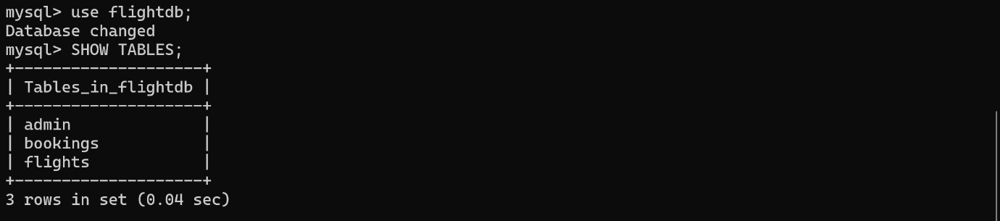 mysql> use flightdb;
Database changed
mysql> SHOW TABLES;
+--------------------+
| Tables_in_flightdb |
+--------------------+
| admin              |
| bookings           |
| flights            |
+--------------------+
3 rows in set (0.04 sec)